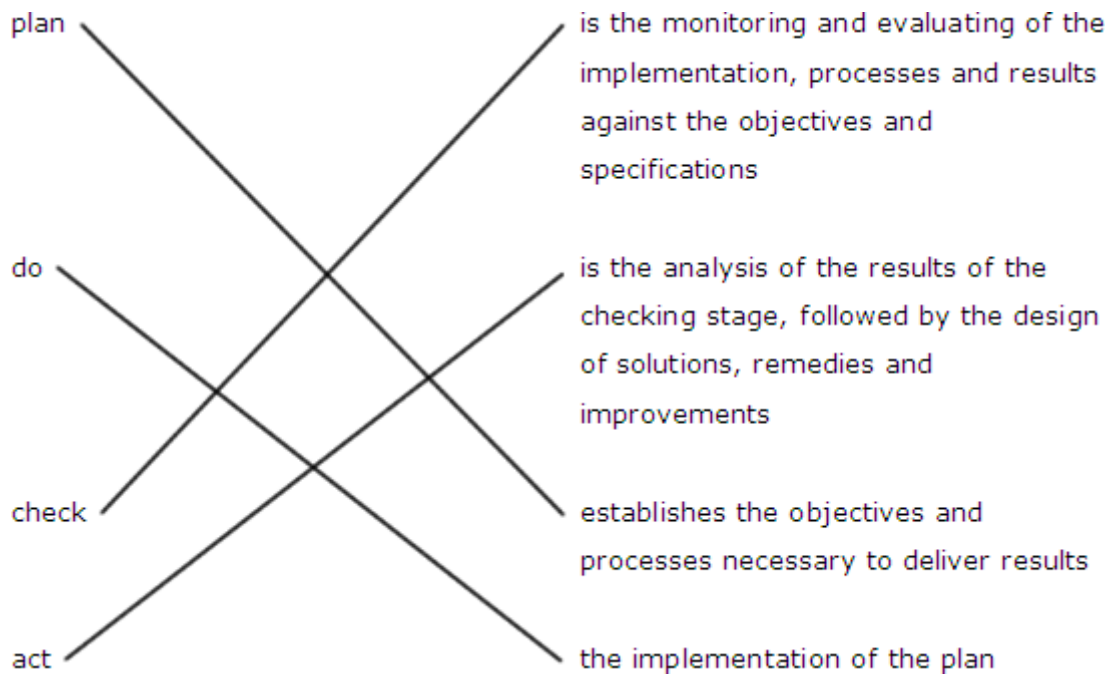 plan
is the monitoring and evaluating of the
implementation, processes and results
against the objectives and
specifications
do
is the analysis of the results of the
checking stage, followed by the design
of solutions, remedies and
improvements
check
establishes the objectives and
processes necessary to deliver results
act
the implementation of the plan